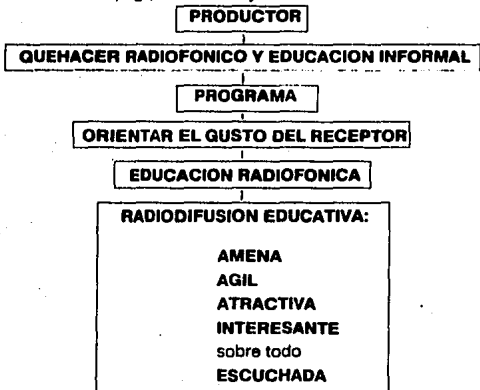 PRODUCTOR
QUEHACER RADIOFONICO Y EDUCACION INFORMAL
PROGRAMA
ORIENTAR EL GUSTO DEL RECEPTOR
EDUCACION RADIOFONICA
RADIODIFUSION EDUCATIVA:
AMENA
AGIL
ATRACTIVA
INTERESANTE
sobre todo
ESCUCHADA